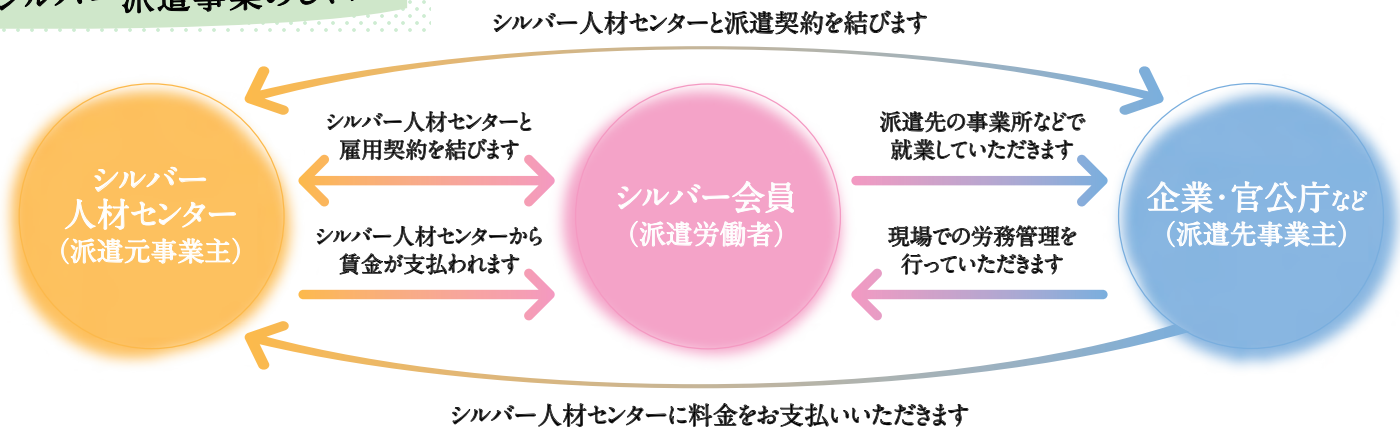 シルバー人材センターと派遣契約を結びます
シルバー人材センターと
雇用契約を結びます
派遣先の事業所などで
就業していただきます
シルバー
人材センター
（派遣元事業主）
シルバー会員
（派遣労働者）
企業・官公庁など
（派遣先事業主）
シルバー人材センターから
賃金が支払われます
現場での労務管理を
行っていただきます
シルバー人材センターに料金をお支払いいただきます